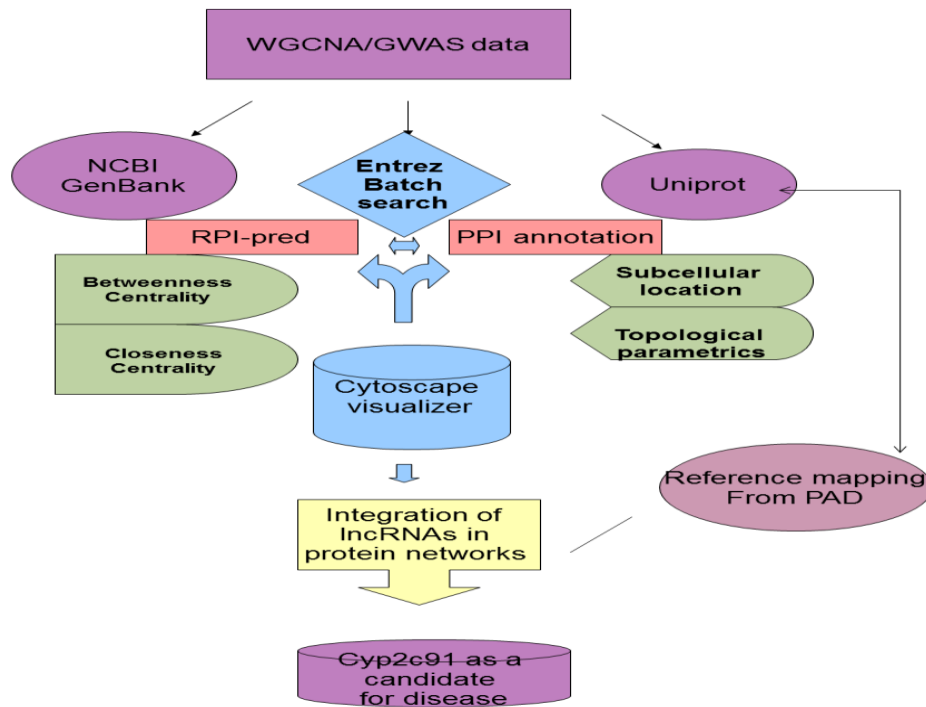 WGCNA/GWAS data
NCBI
GenBank
Entrez
Batch
search
Uniprot
RPI-pred
PPI annotation
Betweenness
Centrality
Subcellular
location
Closeness
Centrality
Topological
parametrics
Cytoscape
visualizer
Reference mapping
From PAD
Integration of
lncRNAs in
protein networks
Cyp2c91 as a
candidate
for disease